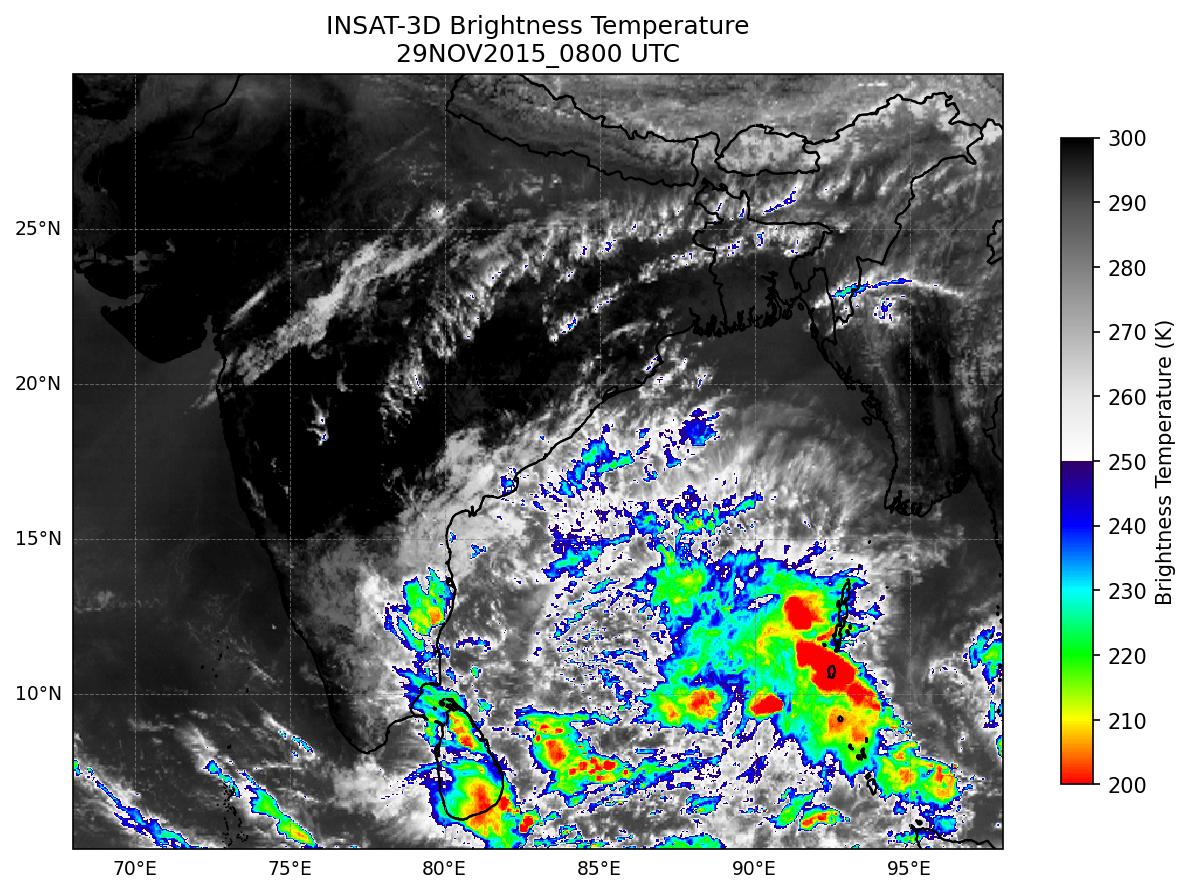 INSAT-3D Brightness Temperature
29NOV2015_0800 UTC
25°N
20°N
15°N
10°N
70°E
75°E
80°E
85°E
90°E
95°E
300
290
280
270
260
250
240
230
220
210
200
Brightness Temperature (K)